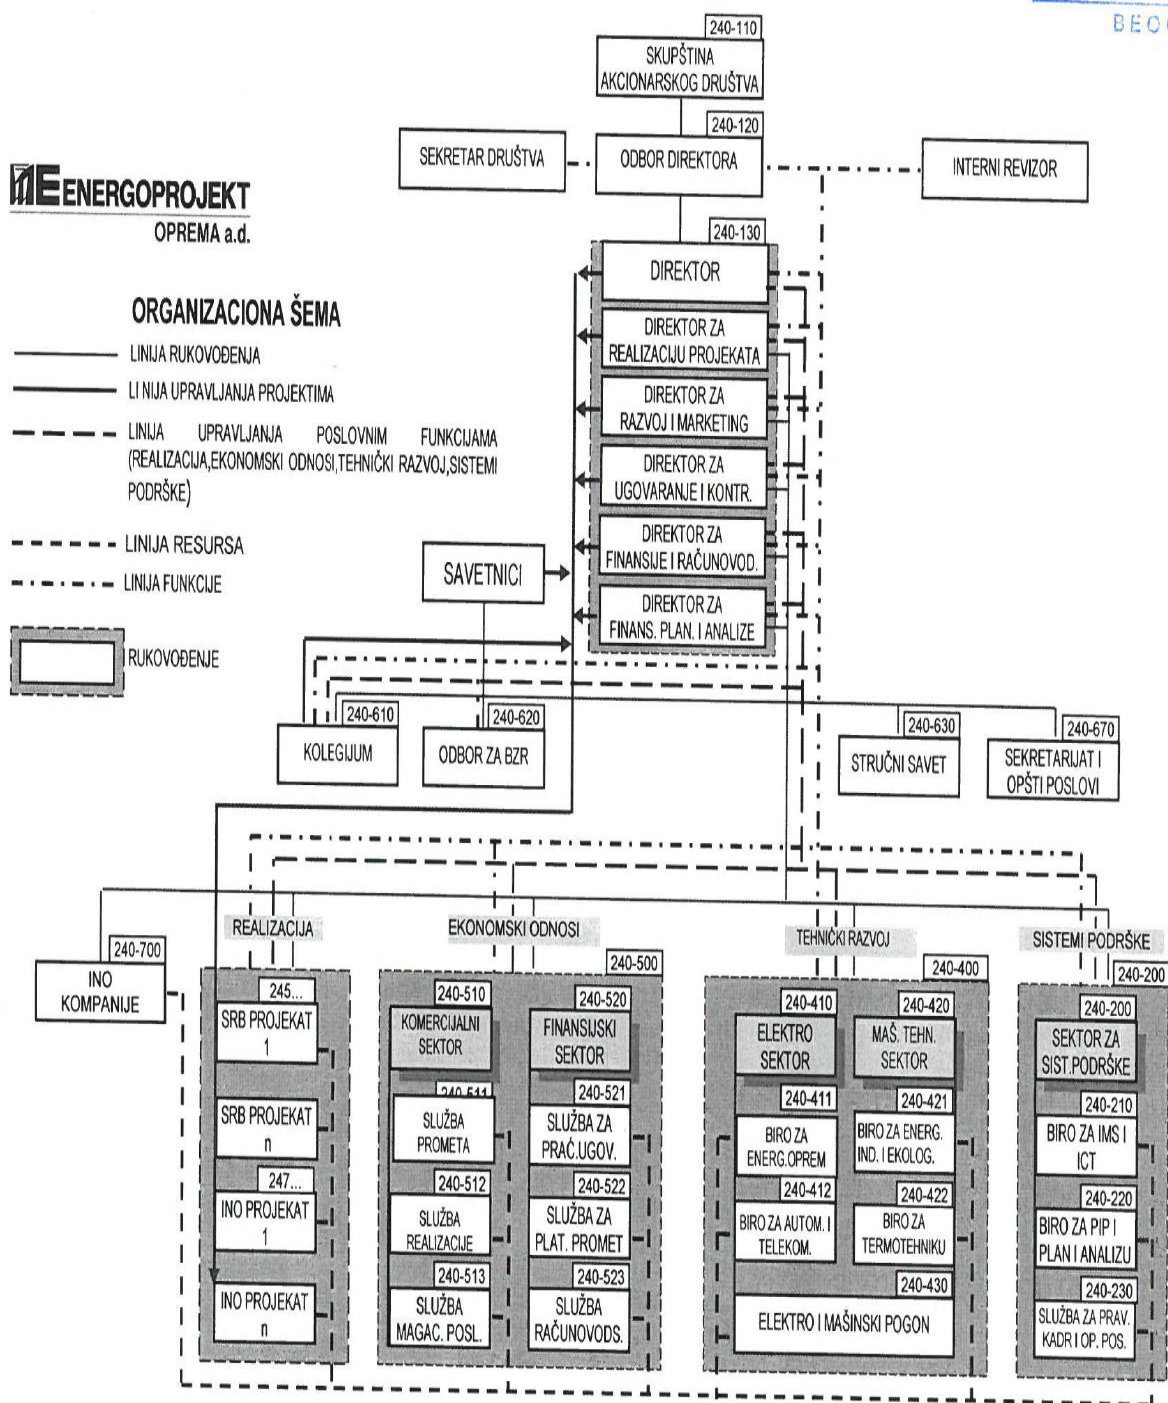 BEO
240-110
SKUPŠTINA
AKCIONARSKOG DRUŠTVA
240-120
SEKRETAR DRUŠTVA
ODBOR DIREKTORA
INTERNI REVIZOR
ENERGOPROJEKT
OPREMA a.d.
240-130
DIREKTOR
DIREKTOR ZA
REALIZACIJU PROJEKATA
DIREKTOR ZA
RAZVOJ I MARKETING
DIREKTOR ZA
UGOVARANJE I KONTR.
DIREKTOR ZA
FINANSIJE I RAČUNOVOD.
DIREKTOR ZA
FINANS. PLAN. I ANALIZE
ORGANIZACIONA ŠEMA
LINIJA RUKOVOĐENJA
LI NIJA UPRAVLJANJA PROJEKTIMA
LINIJA UPRAVLJANJA POSLOVNIM FUNKCIJAMA
(REALIZACIJA,EKONOMSKI ODNOSI,TEHNIČKI RAZVOJ,SISTEMI
PODRŠKE)
LINIJA RESURSA
LINIJA FUNKCIJE
RUKOVOĐENJE
SAVETNICI
240-610
KOLEGIJUM
240-620
ODBOR ZA BZR
240-630
STRUČNI SAVET
240-670
SEKRETARIJAT I
OPŠTI POSLOVI
REALIZACIJA
EKONOMSKI ODNOSI
TEHNIČKI RAZVOJ
SISTEMI PODRŠKE
240-700
INO
KOMPANIJE
245...
SRB PROJEKAT
1
SRB PROJEKAT
n
247...
INO PROJEKAT
1
INO PROJEKAT
n
240-500
240-510
KOMERCIJALNI
SEKTOR
240-511
SLUŽBA
PROMETA
240-512
SLUŽBA
REALIZACIJE
240-513
SLUŽBA
MAGAC. POSL.
240-520
FINANSIJSKI
SEKTOR
240-521
SLUŽBA ZA
PRAĆ.UGOV.
240-522
SLUŽBA ZA
PLAT. PROMET
240-523
SLUŽBA
RAČUNOVODS.
240-400
240-410
ELEKTRO
SEKTOR
240-411
BIRO ZA
ENERG.OPREM
240-412
BIRO ZA AUTOM. I
TELEKOM.
240-420
MAŠ. TEHN.
SEKTOR
240-421
BIRO ZA ENERG.
IND. I EKOLOG.
240-422
BIRO ZA
TERMOTEHNIKU
240-430
ELEKTRO I MAŠINSKI POGON
240-200
240-200
SEKTOR ZA
SIST.PODRŠKE
240-210
BIRO ZA IMS I
ICT
240-220
BIRO ZA PIP I
PLAN I ANALIZU
240-230
SLUŽBA ZA PRAV.
KADR I OP. POS.